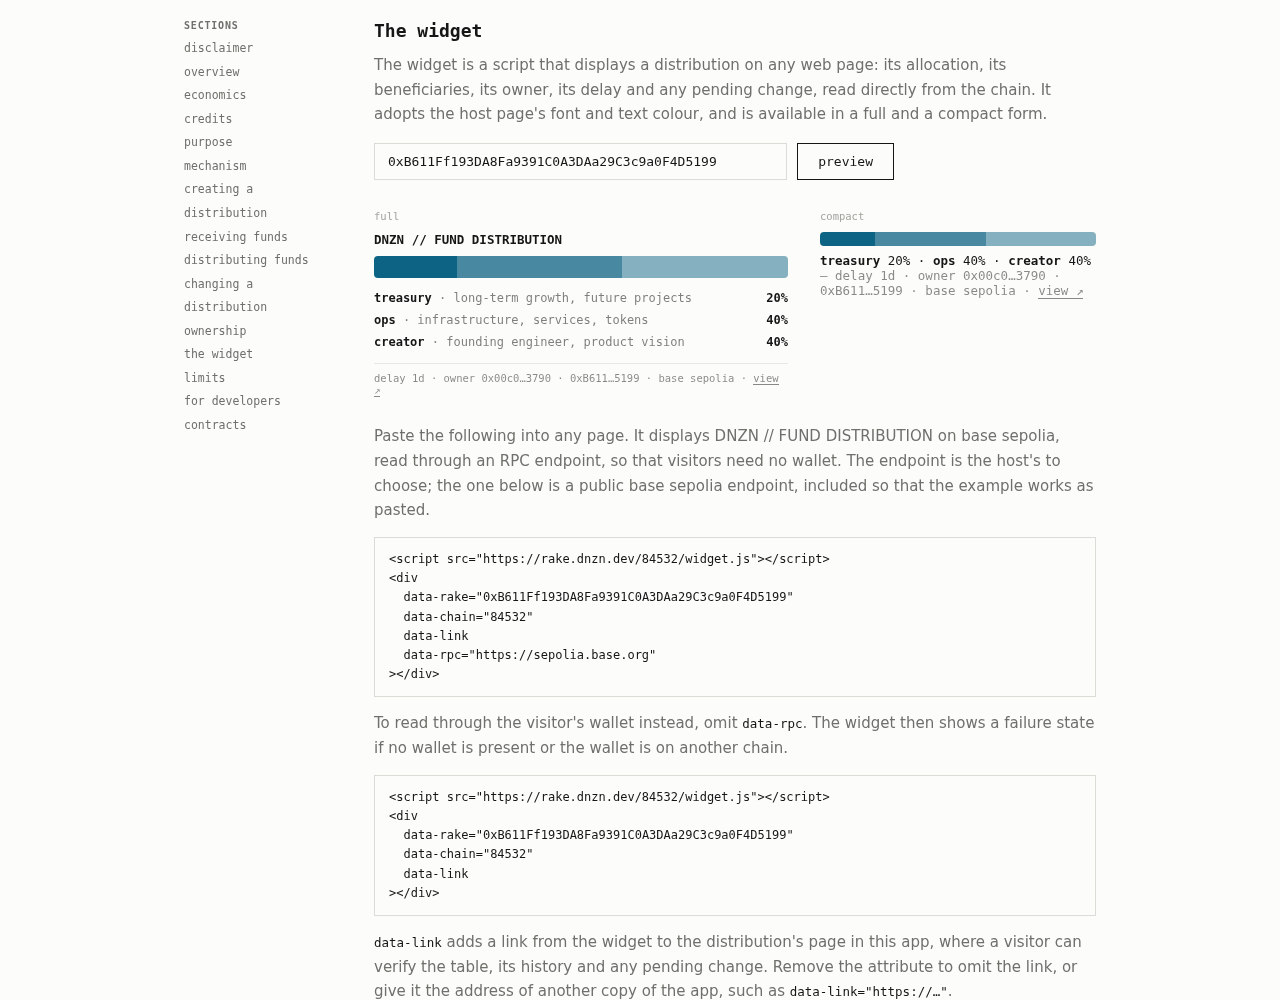 SECTIONS
disclaimer
overview
economics
credits
purpose
mechanism
creating a
distribution
receiving funds
distributing funds
changing a
distribution
ownership
the widget
limits
for developers
contracts
The widget
The widget is a script that displays a distribution on any web page: its allocation, its
beneficiaries, its owner, its delay and any pending change, read directly from the chain. It
adopts the host page's font and text colour, and is available in a full and a compact form.
0xB611Ff193DA8Fa9391C0A3DAa29C3c9a0F4D5199
preview
full
DNZN // FUND DISTRIBUTION
treasury · long-term growth, future projects 20%
ops · infrastructure, services, tokens 40%
creator · founding engineer, product vision 40%
delay 1d · owner 0x00c0…3790 · 0xB611…5199 · base sepolia · view
↗
compact
treasury 20% · ops 40% · creator 40%
— delay 1d · owner 0x00c0…3790 ·
0xB611…5199 · base sepolia · view ↗
Paste the following into any page. It displays DNZN // FUND DISTRIBUTION on base sepolia,
read through an RPC endpoint, so that visitors need no wallet. The endpoint is the host's to
choose; the one below is a public base sepolia endpoint, included so that the example works as
pasted.
<script src="https://rake.dnzn.dev/84532/widget.js"></script>
<div
data-rake="0xB611Ff193DA8Fa9391C0A3DAa29C3c9a0F4D5199"
data-chain="84532"
data-link
data-rpc="https://sepolia.base.org"
></div>
To read through the visitor's wallet instead, omit data-rpc. The widget then shows a failure state
if no wallet is present or the wallet is on another chain.
<script src="https://rake.dnzn.dev/84532/widget.js"></script>
<div
data-rake="0xB611Ff193DA8Fa9391C0A3DAa29C3c9a0F4D5199"
data-chain="84532"
data-link
></div>
data-link adds a link from the widget to the distribution's page in this app, where a visitor can
verify the table, its history and any pending change. Remove the attribute to omit the link, or
give it the address of another copy of the app, such as data-link="https://…".